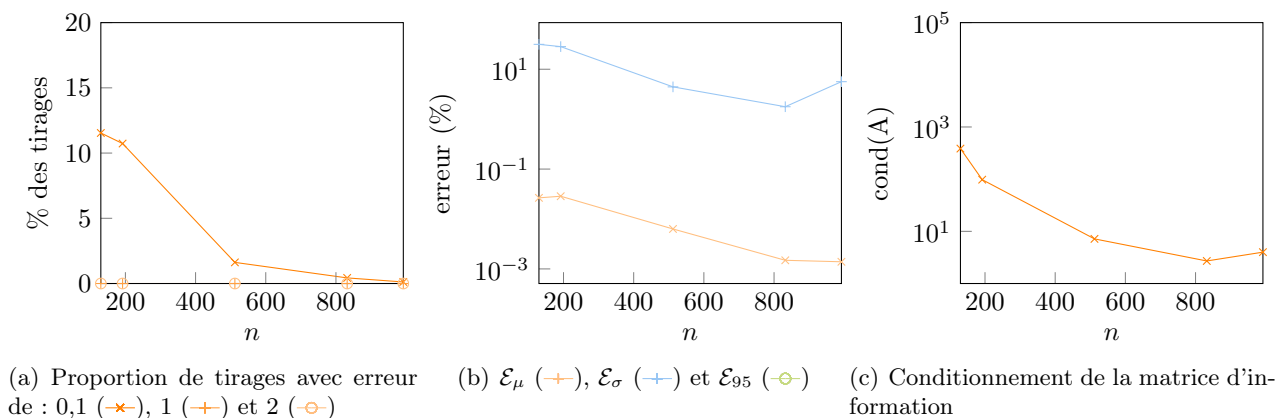 20
15
10
5
0
200 400 600 800
n
% des tirages
10^1
10^−1
10^−3
200 400 600 800
n
erreur (%)
10^5
10^3
10^1
200 400 600 800
n
cond(A)
(a) Proportion de tirages avec erreur
de : 0,1 ( ), 1 ( ) et 2 ( )
(b) ℰ_μ ( ), ℰ_σ ( ) et ℰ_95 ( )
(c) Conditionnement de la matrice d'in-
formation